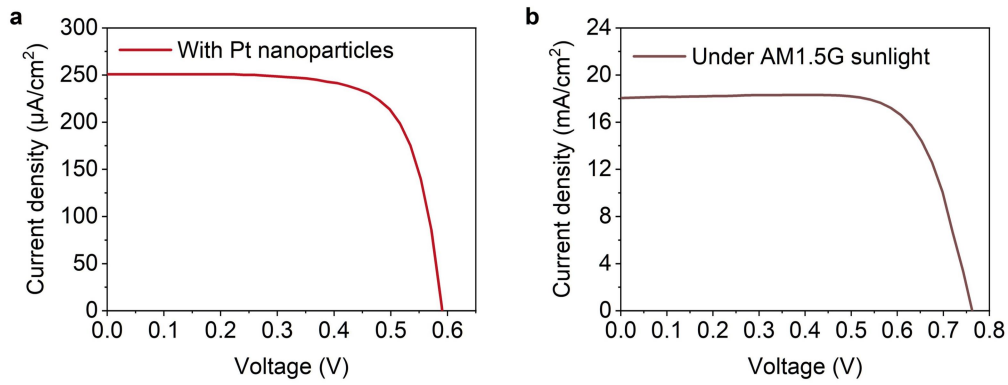 a
300
250
200
150
100
50
0
Current density (μA/cm²)
With Pt nanoparticles
0.0 0.1 0.2 0.3 0.4 0.5 0.6
Voltage (V)
b
24
20
16
12
8
4
0
Current density (mA/cm²)
Under AM1.5G sunlight
0.0 0.1 0.2 0.3 0.4 0.5 0.6 0.7 0.8
Voltage (V)